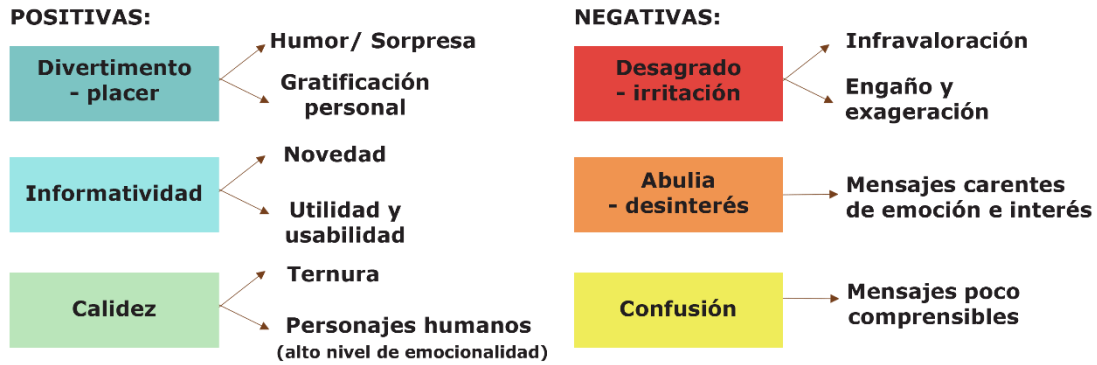 POSITIVAS:
Divertimento
- placer
Humor/ Sorpresa
Gratificación
personal
Informatividad
Novedad
Utilidad y
usabilidad
Calidez
Ternura
Personajes humanos
(alto nivel de emocionalidad)
NEGATIVAS:
Desagrado
- irritación
Infravaloración
Engaño y
exageración
Abulia
- desinterés
Mensajes carentes
de emoción e interés
Confusión
Mensajes poco
comprensibles